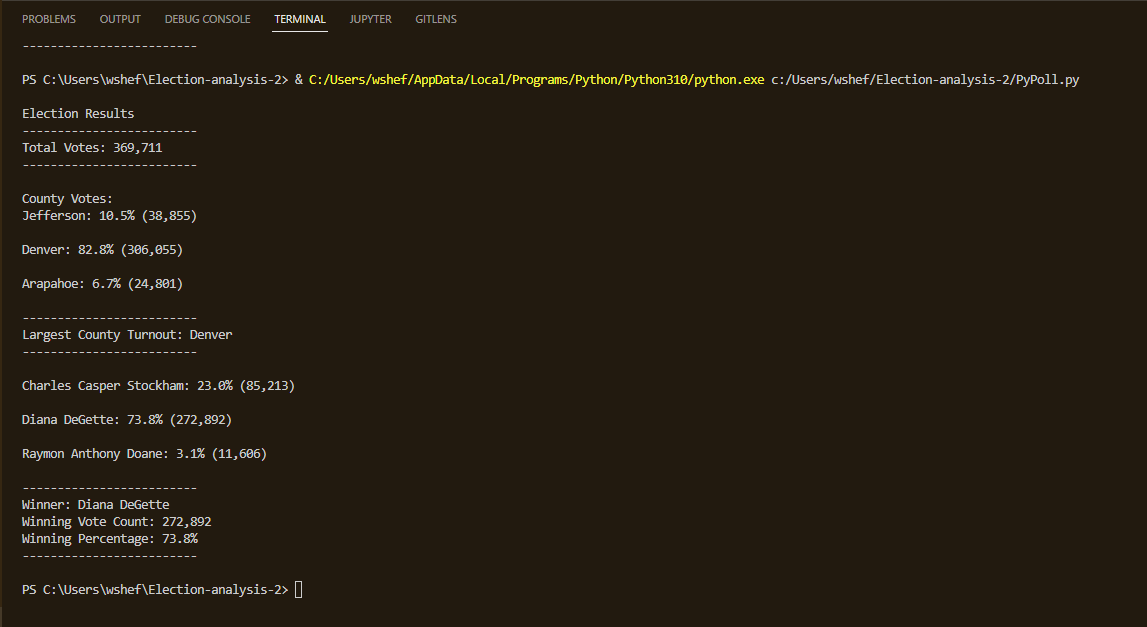 PROBLEMS OUTPUT DEBUG CONSOLE TERMINAL JUPYTER GITLENS
-------------------------
PS C:\Users\wshef\Election-analysis-2> & C:/Users/wshef/AppData/Local/Programs/Python/Python310/python.exe c:/Users/wshef/Election-analysis-2/PyPoll.py
Election Results
-------------------------
Total Votes: 369,711
-------------------------
County Votes:
Jefferson: 10.5% (38,855)
Denver: 82.8% (306,055)
Arapahoe: 6.7% (24,801)
-------------------------
Largest County Turnout: Denver
-------------------------
Charles Casper Stockham: 23.0% (85,213)
Diana DeGette: 73.8% (272,892)
Raymon Anthony Doane: 3.1% (11,606)
-------------------------
Winner: Diana DeGette
Winning Vote Count: 272,892
Winning Percentage: 73.8%
-------------------------
PS C:\Users\wshef\Election-analysis-2>